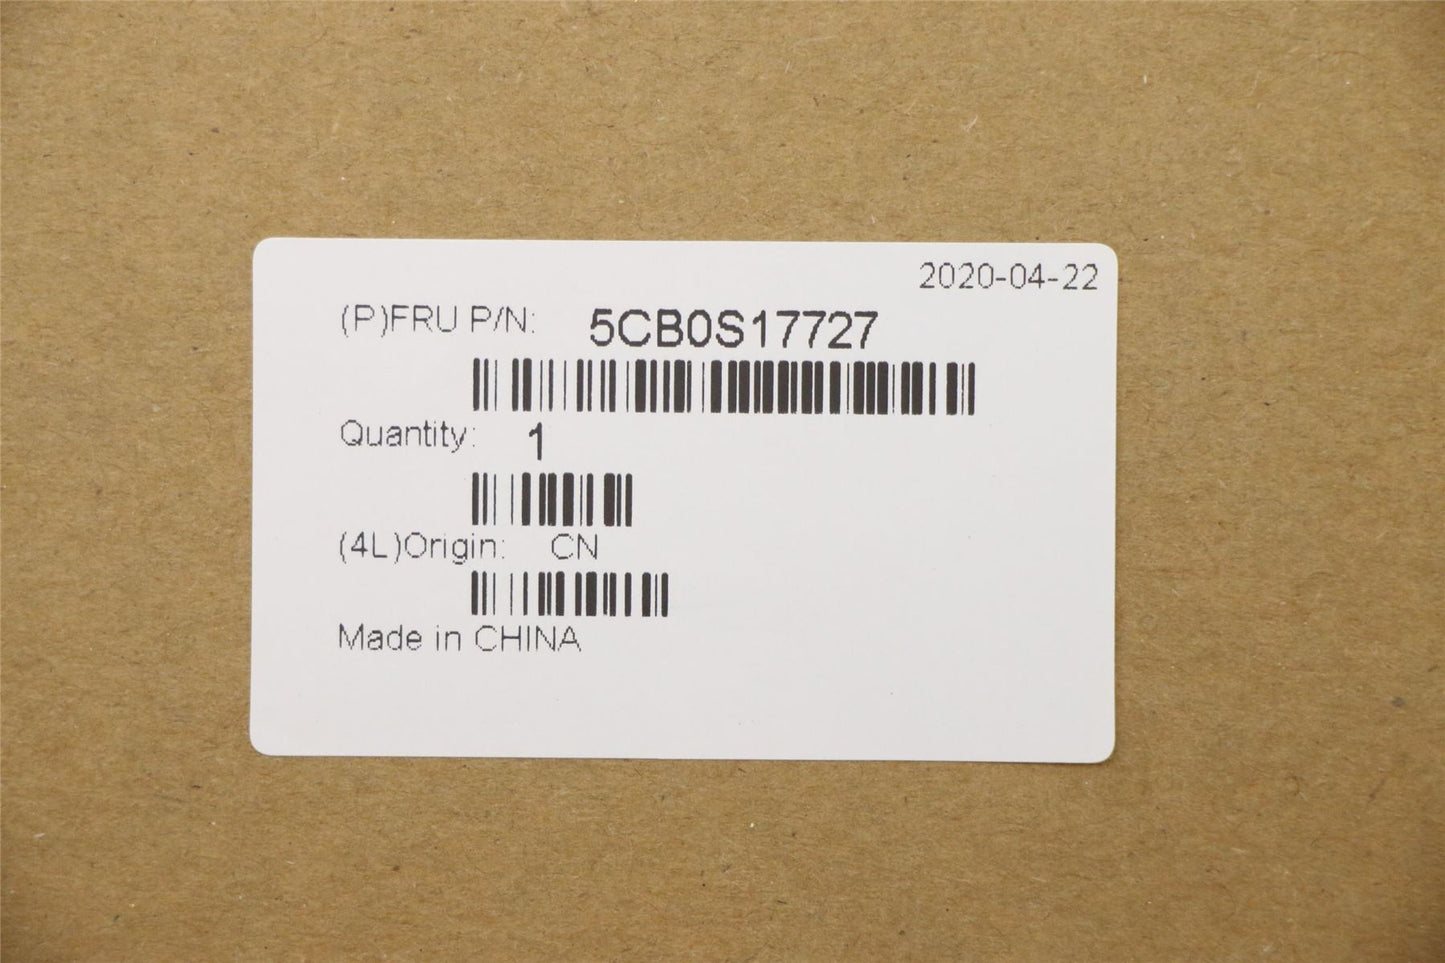 2020-04-22
(P)FRU P/N: 5CB0S17727
Quantity: 1
(4L)Origin: CN
Made in CHINA